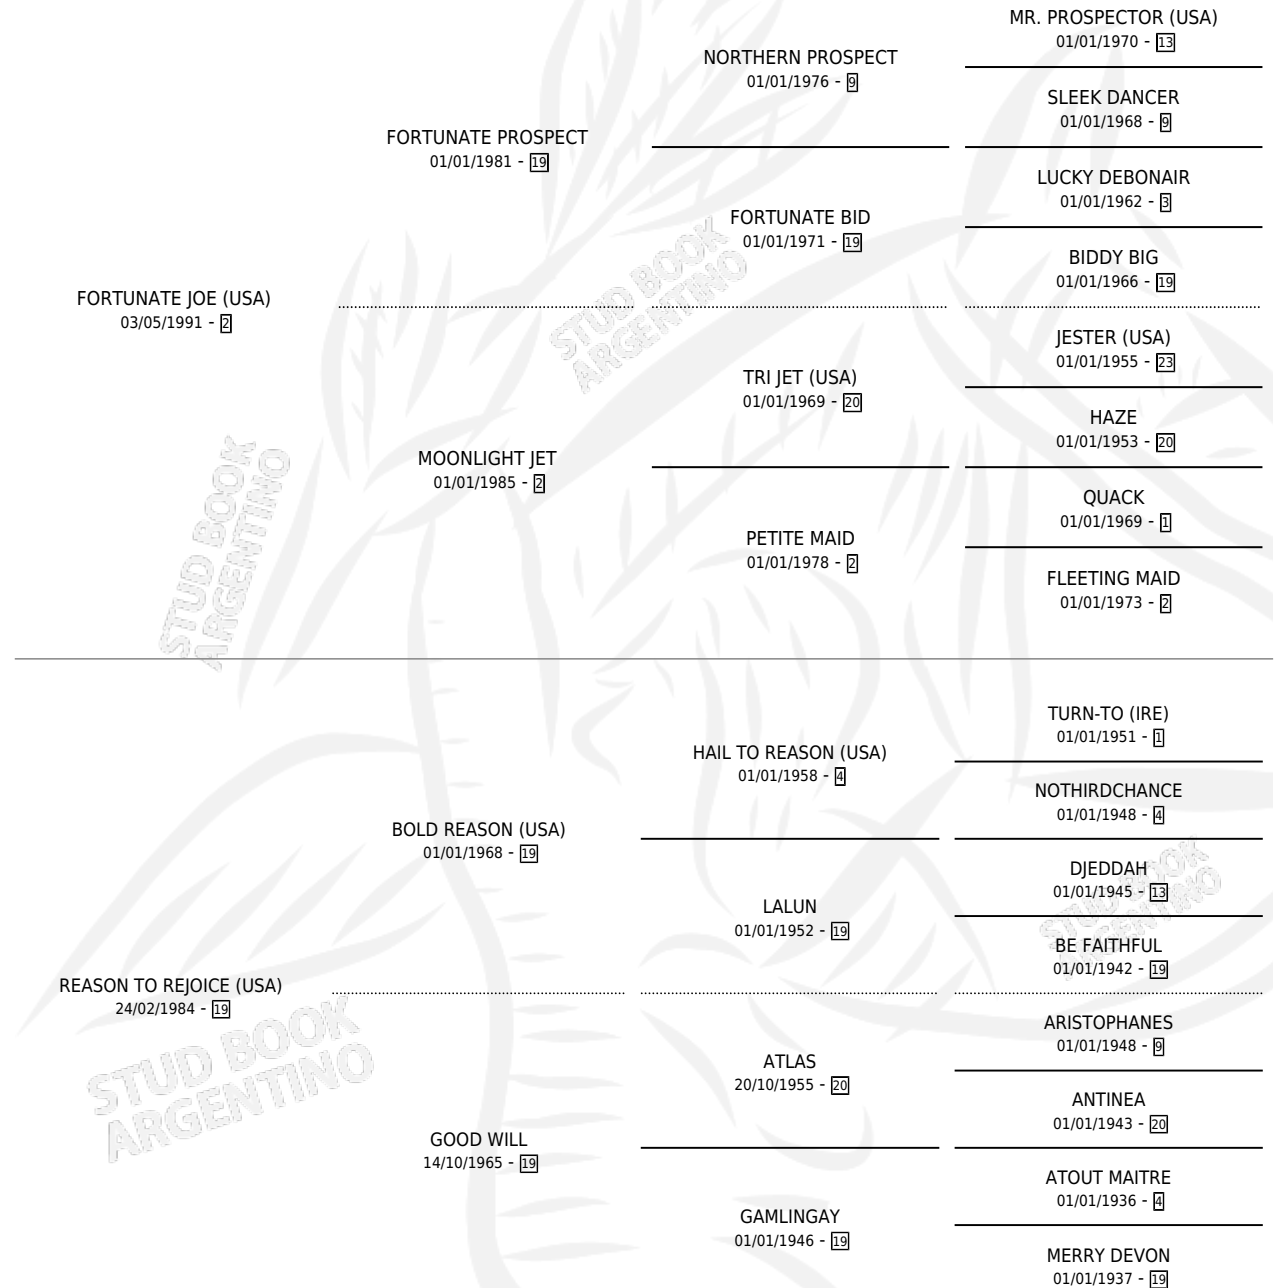 MR. PROSPECTOR (USA)
01/01/1970 - 13
NORTHERN PROSPECT
01/01/1976 - 9
SLEEK DANCER
01/01/1968 - 9
FORTUNATE PROSPECT
01/01/1981 - 19
LUCKY DEBONAIR
01/01/1962 - 3
FORTUNATE BID
01/01/1971 - 19
BIDDY BIG
01/01/1966 - 19
FORTUNATE JOE (USA)
03/05/1991 - 2
STUD BOOK
ARGENTINO
JESTER (USA)
01/01/1955 - 23
TRI JET (USA)
01/01/1969 - 20
HAZE
01/01/1953 - 20
MOONLIGHT JET
01/01/1985 - 2
QUACK
01/01/1969 - 1
PETITE MAID
01/01/1978 - 2
FLEETING MAID
01/01/1973 - 2
STUD BOOK
ARGENTINO
TURN-TO (IRE)
01/01/1951 - 1
HAIL TO REASON (USA)
01/01/1958 - 4
NOTHIRDCHANCE
01/01/1948 - 4
BOLD REASON (USA)
01/01/1968 - 19
DJEDDAH
01/01/1945 - 13
LALUN
01/01/1952 - 19
BE FAITHFUL
01/01/1942 - 19
STUD BOOK
ARGENTINO
REASON TO REJOICE (USA)
24/02/1984 - 19
ARISTOPHANES
01/01/1948 - 9
ATLAS
20/10/1955 - 20
ANTINEA
01/01/1943 - 20
STUD BOOK
ARGENTINO
GOOD WILL
14/10/1965 - 19
ATOUT MAITRE
01/01/1936 - 4
GAMLINGAY
01/01/1946 - 19
MERRY DEVON
01/01/1937 - 19